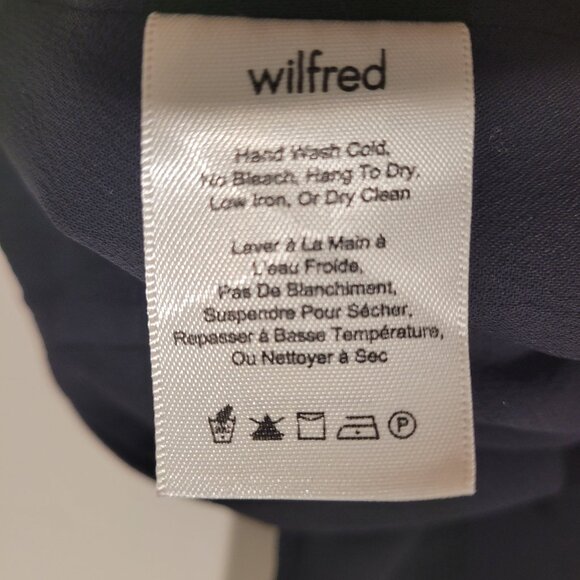 wilfred
Hand Wash Cold,
No Bleach, Hang To Dry,
Low Iron, Or Dry Clean
Laver à La Main à
L'eau Froide,
Pas De Blanchiment,
Suspendre Pour Sécher,
Repasser à Basse Température,
Ou Nettoyer à Sec
P